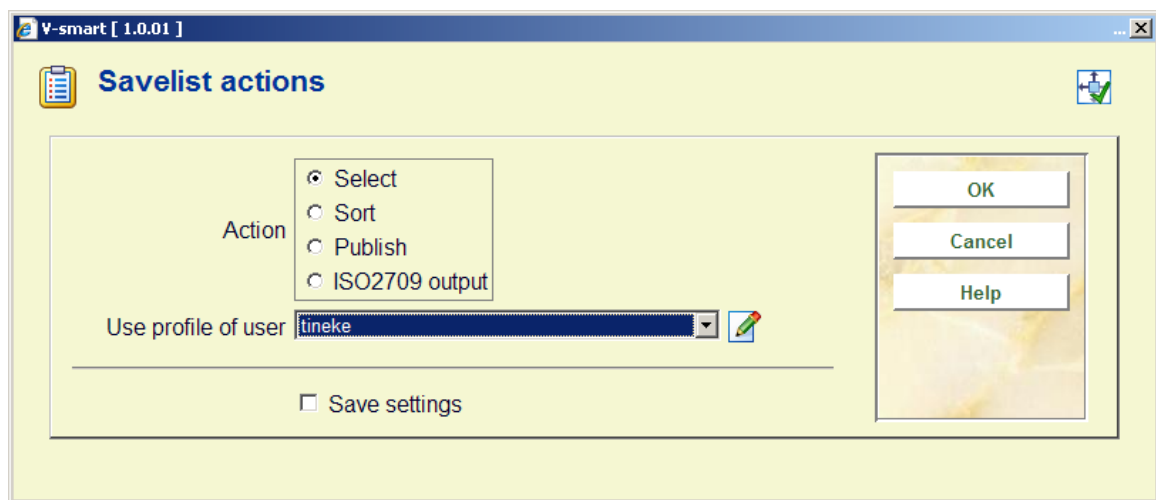 V-smart [ 1.0.01 ]
...
Savelist actions
Action
Select
Sort
Publish
ISO2709 output
Use profile of user
tineke
Save settings
OK
Cancel
Help